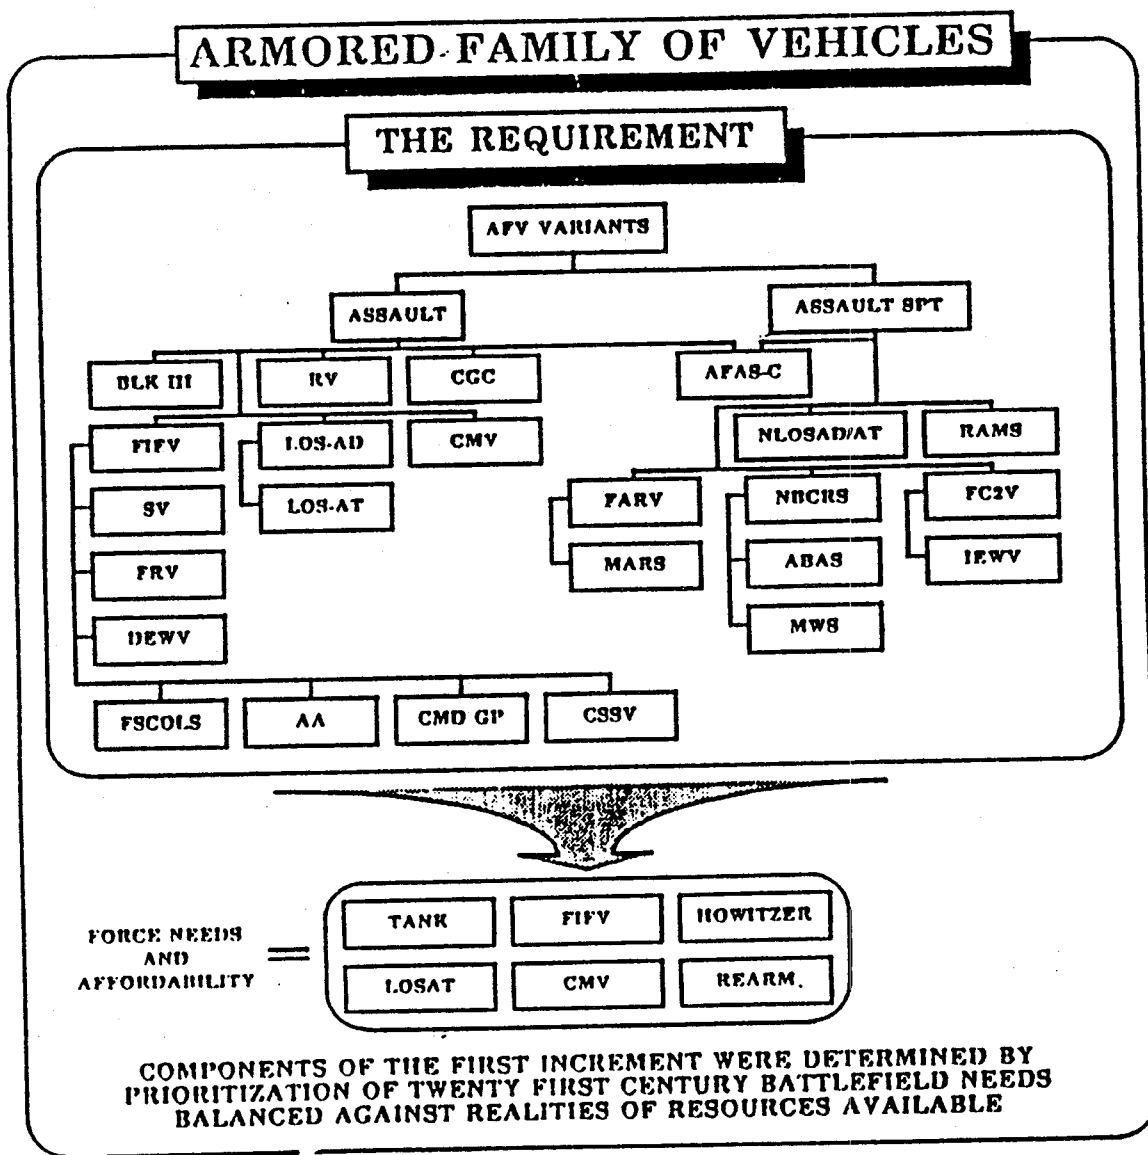 ARMORED FAMILY OF VEHICLES
THE REQUIREMENT
AFV VARIANTS
ASSAULT
ASSAULT SPT
BLK III
RV
CGC
AFAS-C
FIFV
LOS-AD
CMV
NLOSAD/AT
RAMS
SV
LOS-AT
FARV
NBCRS
FC2V
FRV
MARS
ABAS
IEWV
DEWV
MWS
FSCOLS
AA
CMD GP
CSSV
TANK
FIFV
HOWITZER
FORCE NEEDS
AND
AFFORDABILITY
=
LOSAT
CMV
REARM.
COMPONENTS OF THE FIRST INCREMENT WERE DETERMINED BY
PRIORITIZATION OF TWENTY FIRST CENTURY BATTLEFIELD NEEDS
BALANCED AGAINST REALITIES OF RESOURCES AVAILABLE